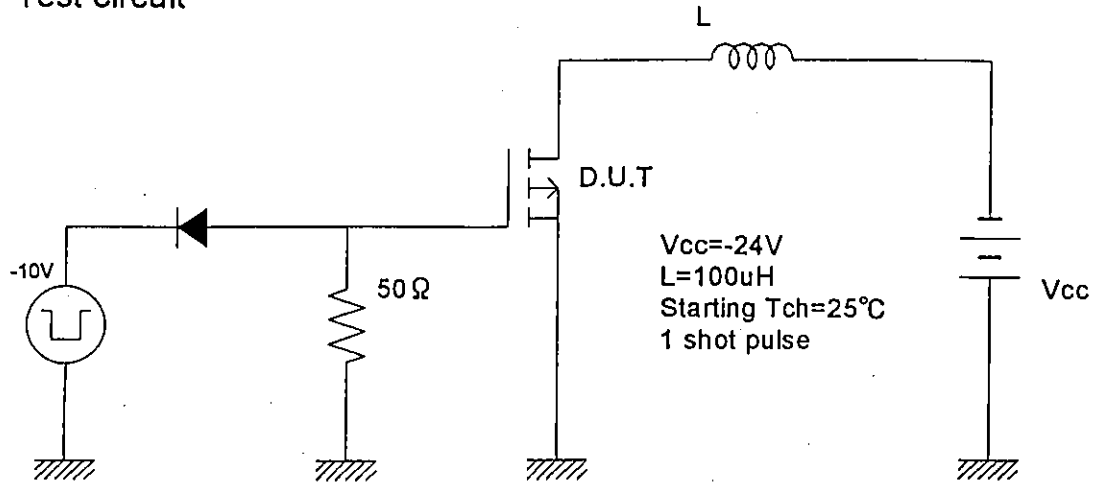 Test circuit
L
D.U.T
-10V
50Ω
Vcc=-24V
L=100uH
Starting Tch=25℃
1 shot pulse
Vcc